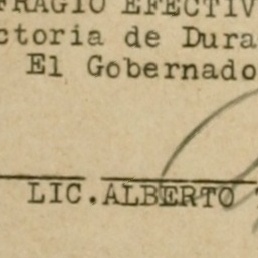 FRAGIO EFECTIV
ctoria de Dura
El Gobernado
LIC.ALBERTO